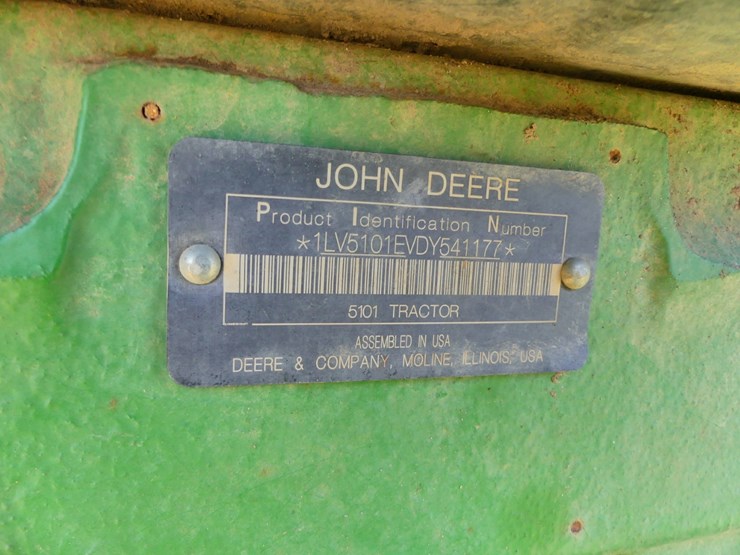 JOHN DEERE
Product Identification Number
*1LV5101EVDY541177*
5101 TRACTOR
ASSEMBLED IN USA
DEERE & COMPANY, MOLINE, ILLINOIS, USA